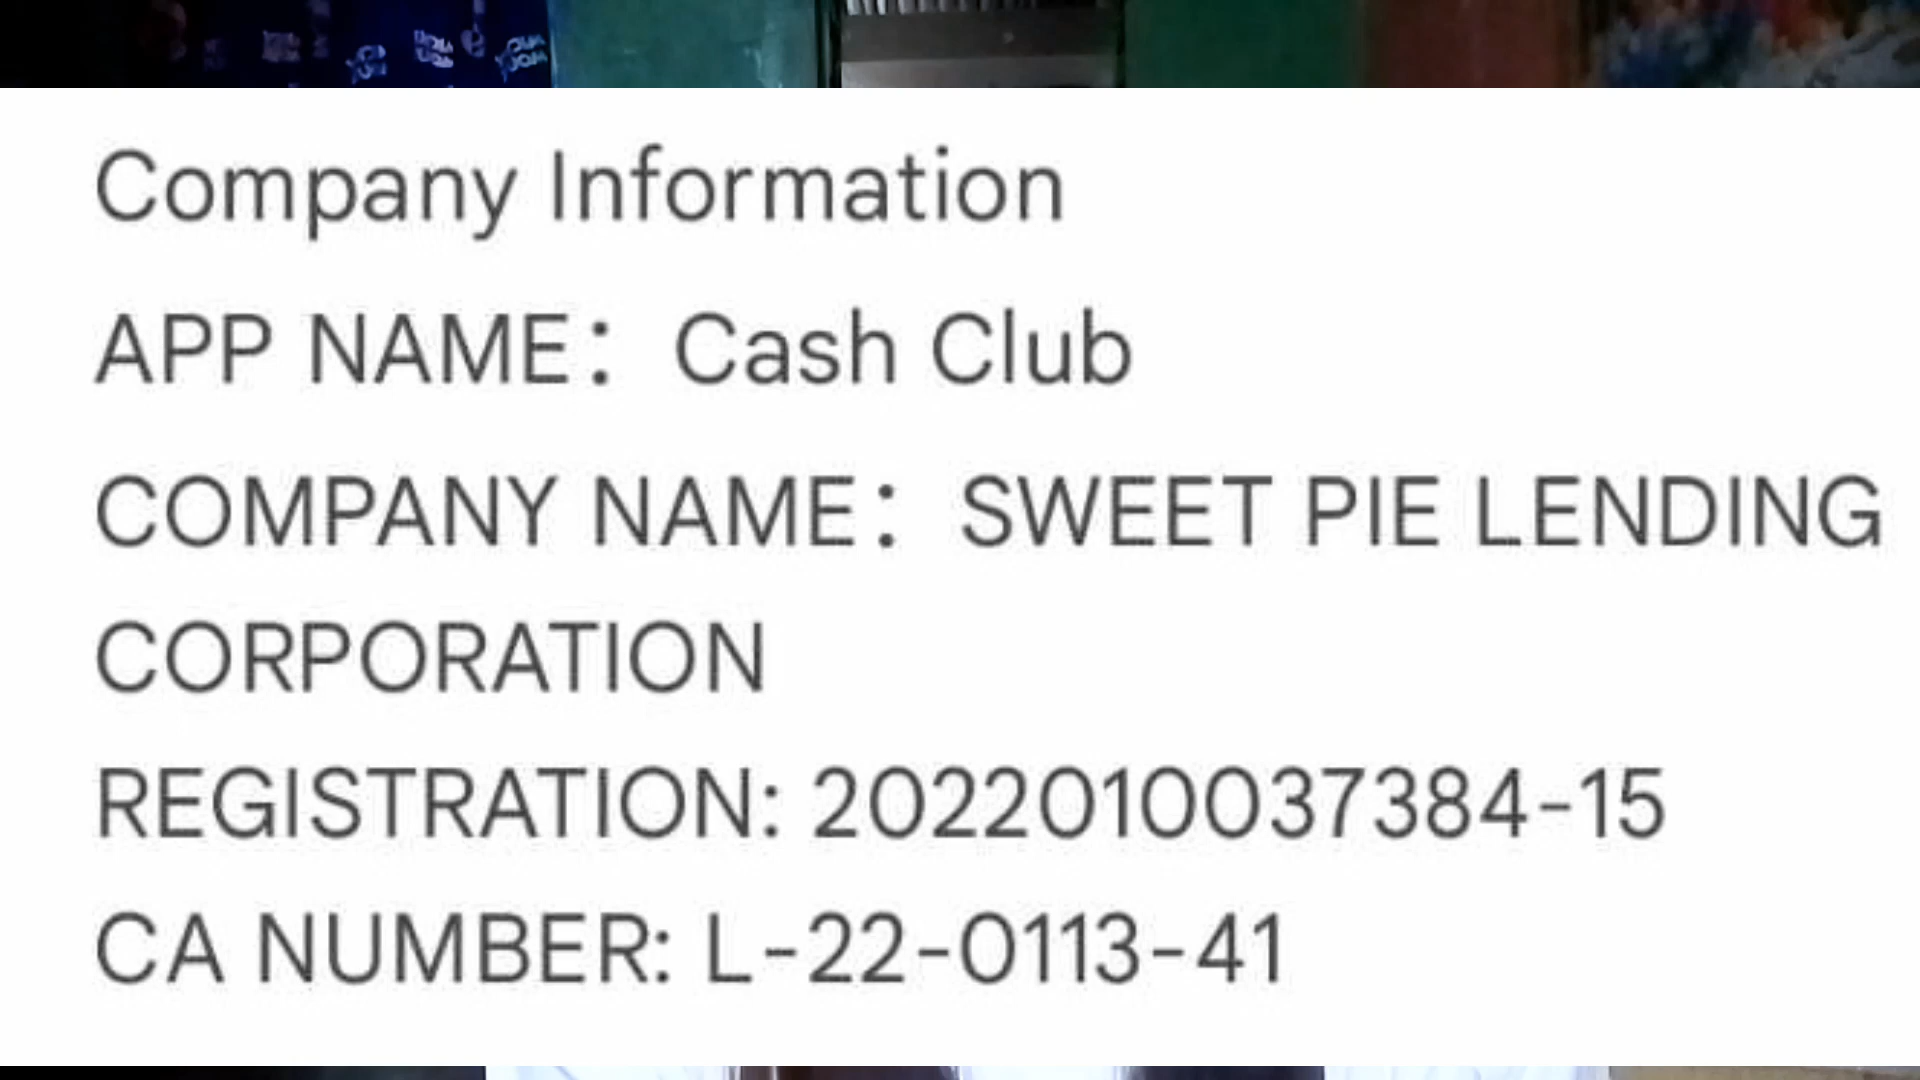 Company Information
APP NAME：Cash Club
COMPANY NAME：SWEET PIE LENDING
CORPORATION
REGISTRATION: 2022010037384-15
CA NUMBER: L-22-0113-41